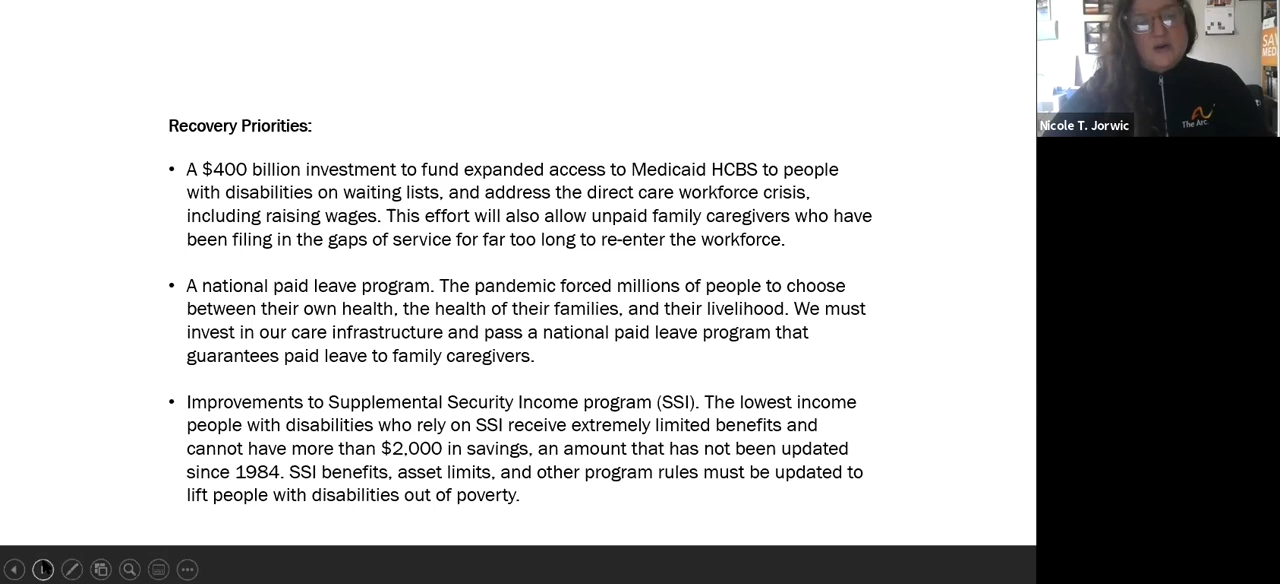 Recovery Priorities:
• A $400 billion investment to fund expanded access to Medicaid HCBS to people
with disabilities on waiting lists, and address the direct care workforce crisis,
including raising wages. This effort will also allow unpaid family caregivers who have
been filing in the gaps of service for far too long to re-enter the workforce.
• A national paid leave program. The pandemic forced millions of people to choose
between their own health, the health of their families, and their livelihood. We must
invest in our care infrastructure and pass a national paid leave program that
guarantees paid leave to family caregivers.
• Improvements to Supplemental Security Income program (SSI). The lowest income
people with disabilities who rely on SSI receive extremely limited benefits and
cannot have more than $2,000 in savings, an amount that has not been updated
since 1984. SSI benefits, asset limits, and other program rules must be updated to
lift people with disabilities out of poverty.
SA
MED
The Arc.
Nicole T. Jorwic